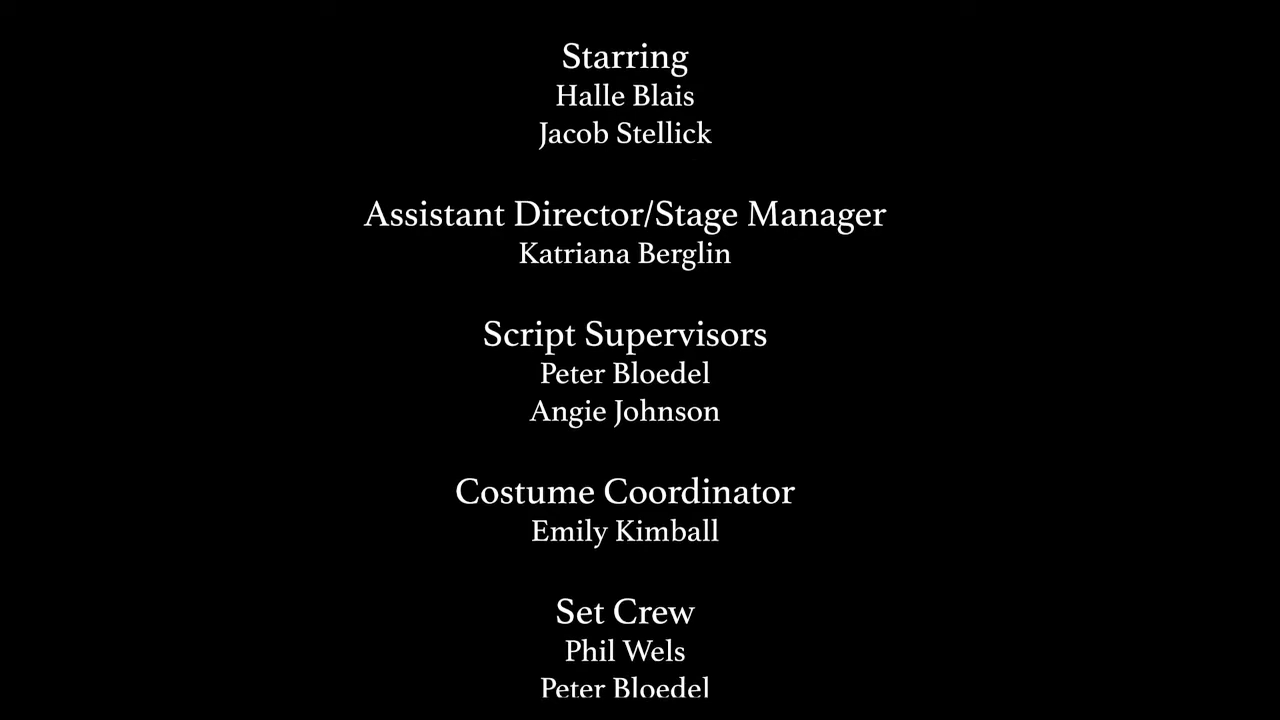 Starring
Halle Blais
Jacob Stellick
Assistant Director/Stage Manager
Katriana Berglin
Script Supervisors
Peter Bloedel
Angie Johnson
Costume Coordinator
Emily Kimball
Set Crew
Phil Wels
Peter Bloedel